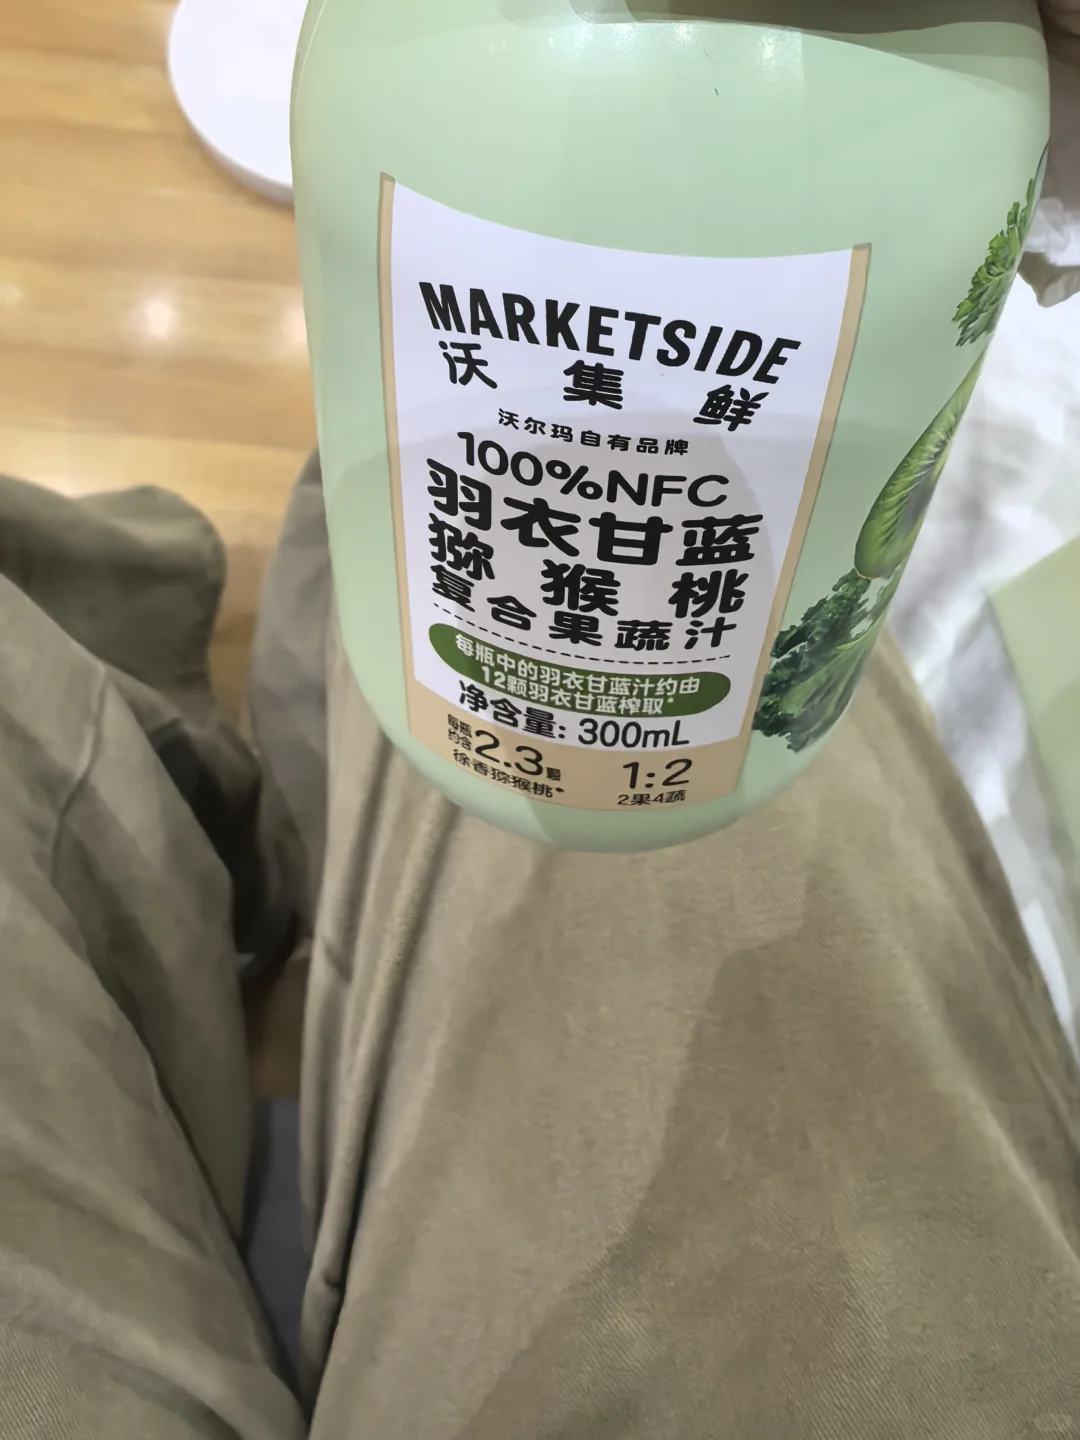 MARKETSIDE
沃集鲜
沃尔玛自有品牌
100%NFC
羽衣甘蓝
猕猴桃
复合果蔬汁
每瓶中的羽衣甘蓝汁约由
12颗羽衣甘蓝榨取*
净含量: 300mL
每瓶约含2.3颗
徐香猕猴桃*
1:2
2果4蔬